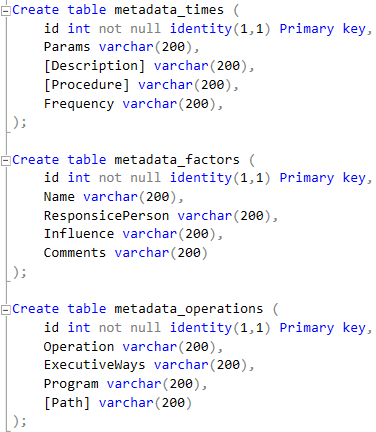 Create table metadata_times (
id int not null identity(1,1) Primary key,
Params varchar(200),
[Description] varchar(200),
[Procedure] varchar(200),
Frequency varchar(200),
);
Create table metadata_factors (
id int not null identity(1,1) Primary key,
Name varchar(200),
ResponsicePerson varchar(200),
Influence varchar(200),
Comments varchar(200)
);
Create table metadata_operations (
id int not null identity(1,1) Primary key,
Operation varchar(200),
ExecutiveWays varchar(200),
Program varchar(200),
[Path] varchar(200)
);